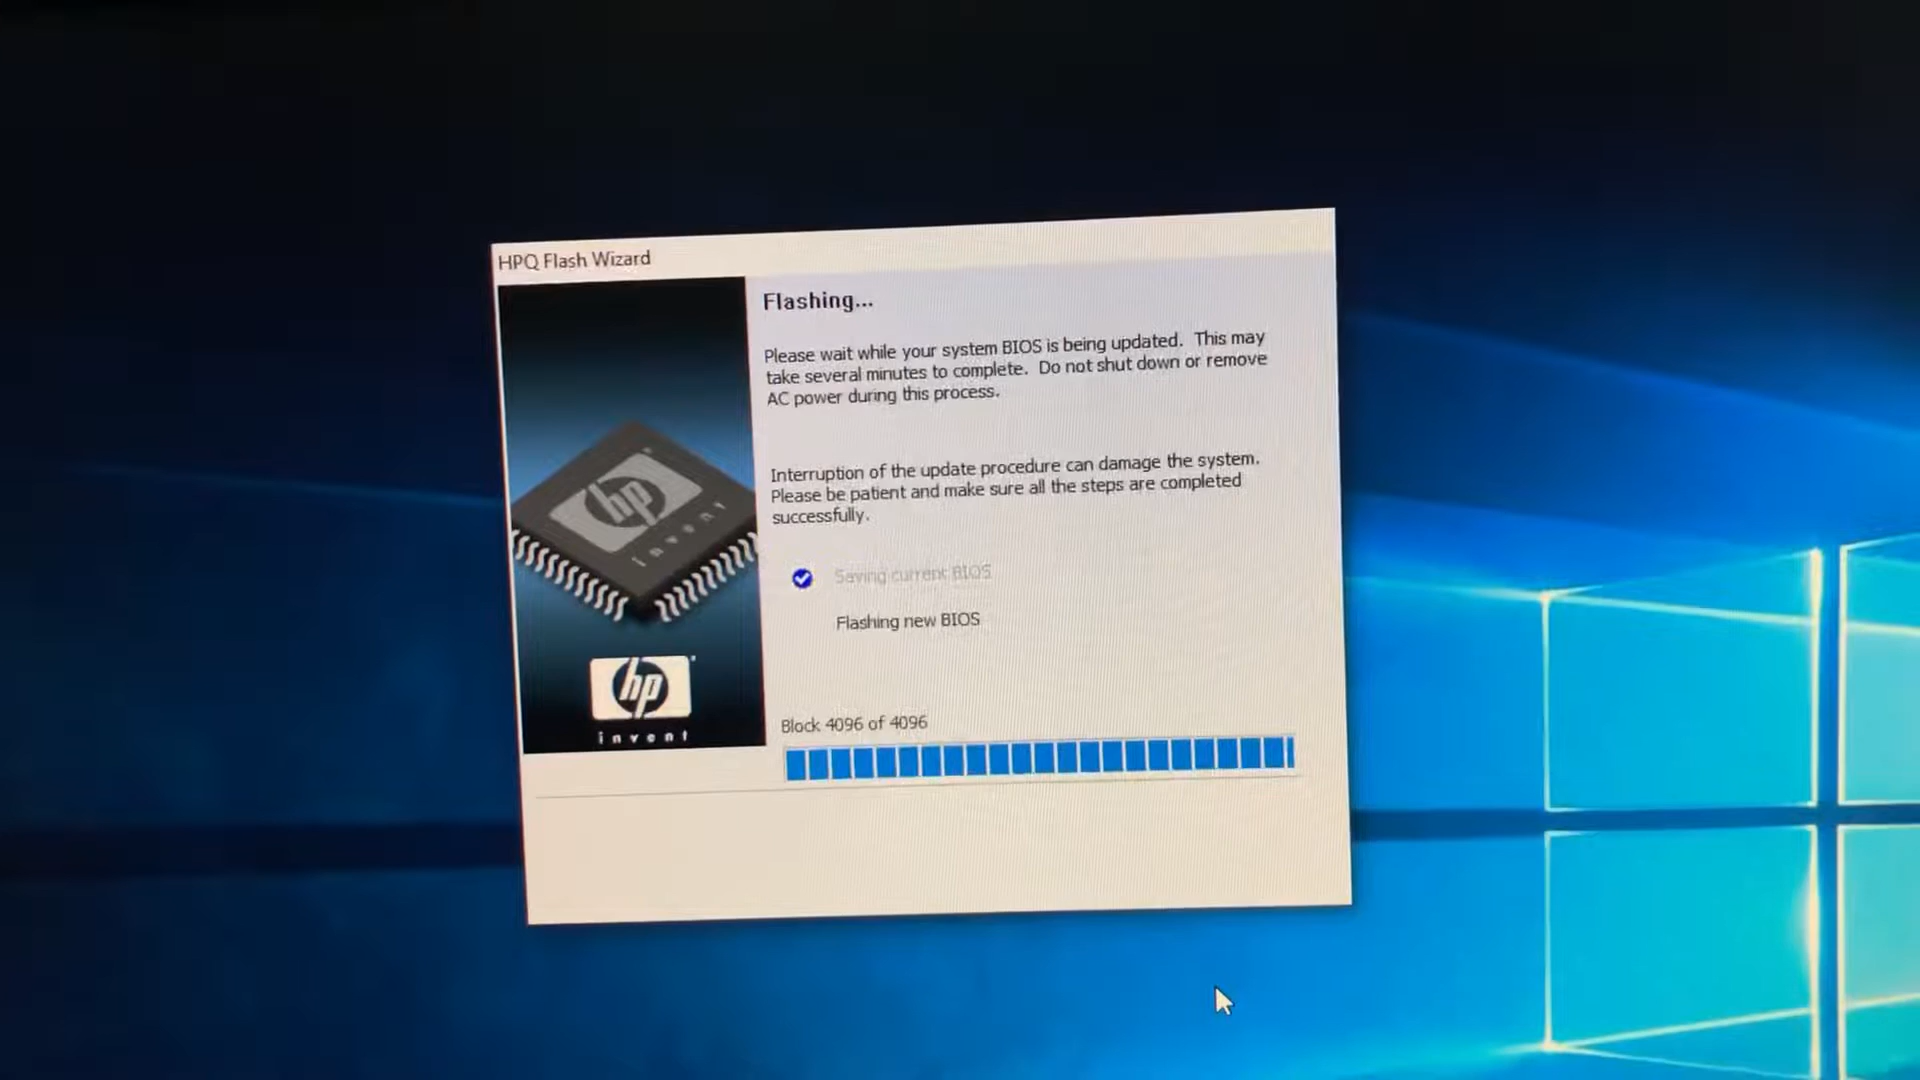 HPQ Flash Wizard
Flashing...
Please wait while your system BIOS is being updated.  This may
take several minutes to complete.  Do not shut down or remove
AC power during this process.
Interruption of the update procedure can damage the system.
Please be patient and make sure all the steps are completed
successfully.
Saving current BIOS
Flashing new BIOS
Block 4096 of 4096
hp
invent
hp
invent